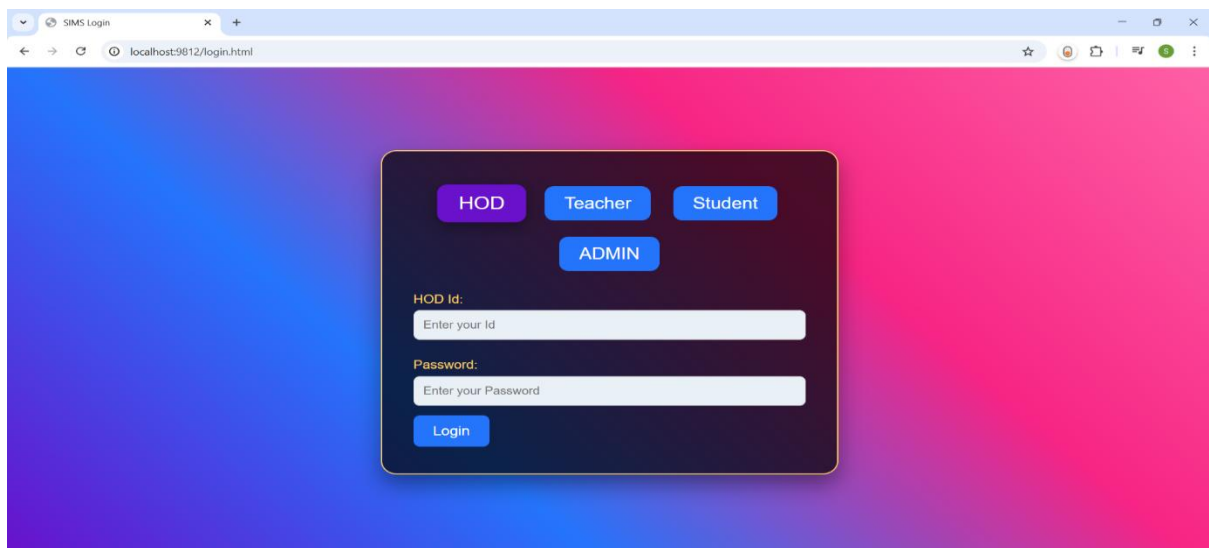 SIMS Login
localhost:9812/login.html
S
HOD Teacher Student
ADMIN
HOD Id:
Enter your Id
Password:
Enter your Password
Login